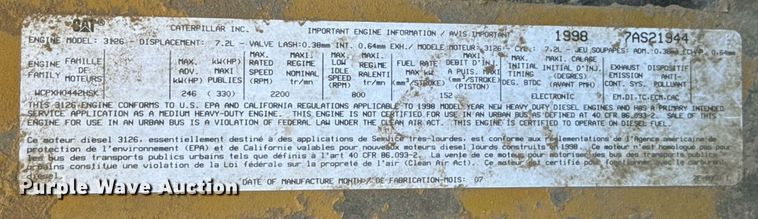 CAT CATERPILLAR INC. IMPORTANT ENGINE INFORMATION / AVIS IMPORTANT 1998 7AS21944
ENGINE MODEL: 3126 - DISPLACEMENT: 7.2L - VALVE LASH:0.38mm INT. 0.64mm EXH./ MODELE MOTEUR: 3126 - CYL.: 7.2L - JEU SOUPAPES: ADM.:0.38 0.64mm
ENGINE FAMILY FAMILLE DE MOTEURS
MAX. ADV. kW(HP) kW(HP) MAXI. PUBLIES
MAX. RATED SPEED (RPM) MAXI. REGIME NOMINAL tr/mn
MAX. LOW IDLE SPEED (RPM) MAXI. REGIME RALENTI tr/mn
FUEL RATE MAX kW (mm³/STROKE) DEBIT D'INJ. A PUIS. MAXI (mm³/STROKE) (PISTON)
MAX. INITIAL TIMING DEG. BTDC MAXI. CALAGE INITIAL D'INJ. (DEGRES) (AVANT PMH)
EXHAUST EMISSION CONT. SYS. DISPOSITIF ANTI-POLLUT.
WCPXH0442HSK 246 (330) 2200 800 152 ELECTRONIC EM.DI.TC.ECM.CAC
THIS 3126 ENGINE CONFORMS TO U.S. EPA AND CALIFORNIA REGULATIONS APPLICABLE TO 1998 MODEL YEAR NEW HEAVY DUTY DIESEL ENGINES AND HAS A PRIMARY INTENDED
SERVICE APPLICATION AS A MEDIUM HEAVY-DUTY ENGINE. THIS ENGINE IS NOT CERTIFIED FOR USE IN AN URBAN BUS AS DEFINED AT 40 CFR 86.093-2. SALE OF THIS
ENGINE FOR USE IN AN URBAN BUS IS A VIOLATION OF FEDERAL LAW UNDER THE CLEAN AIR ACT. THIS ENGINE IS CERTIFIED TO OPERATE ON DIESEL FUEL.
Ce moteur diesel 3126, essentiellement destiné à des applications de Service très-lourdes, est conforme aux réglementations de l'Agence américaine de
protection de l'environnement (EPA) et de Californie valables pour nouveaux moteurs diesel lourds construits 1998. Ce moteur n'est pas homologué pour
les bus des transports publics urbains tels que définis à l'art 40 CFR 86.093-2. La vente de ce moteur pour motoriser des bus des transports publics
urbains constitue une violation de la Loi fédérale sur la propreté de l'air (Clean Air Act). Ce moteur est certifié pour fonctionner avec le carburant
diesel.
DATE OF MANUFACTURE MONTH / DE FABRICATION-MOIS: 07
Purple Wave Auction